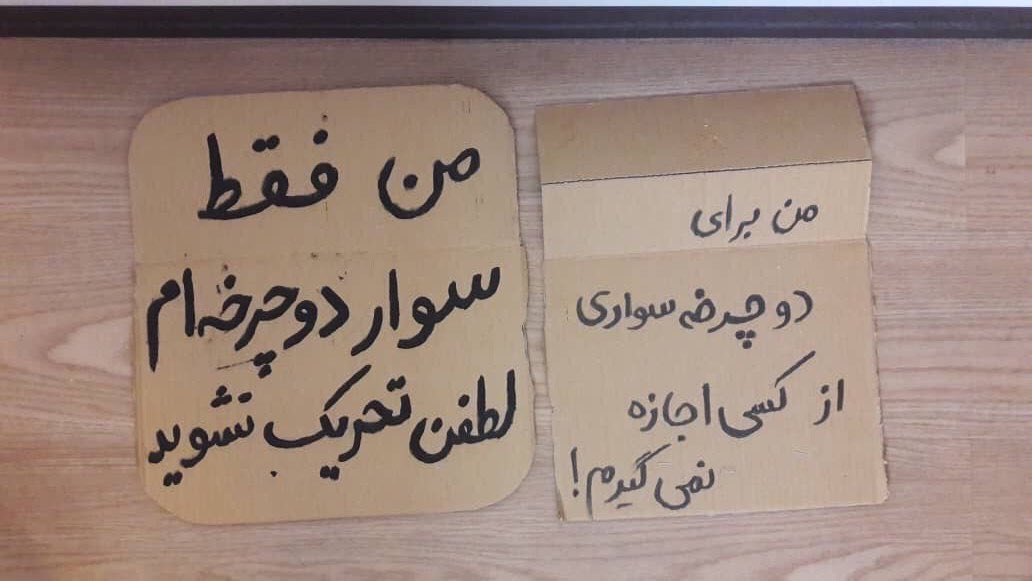 من فقط
سوار دوچرخه ام
لطفن تحریک نشوید
من برای
دوچرخه سواری
از کسی اجازه
نمی گیرم!